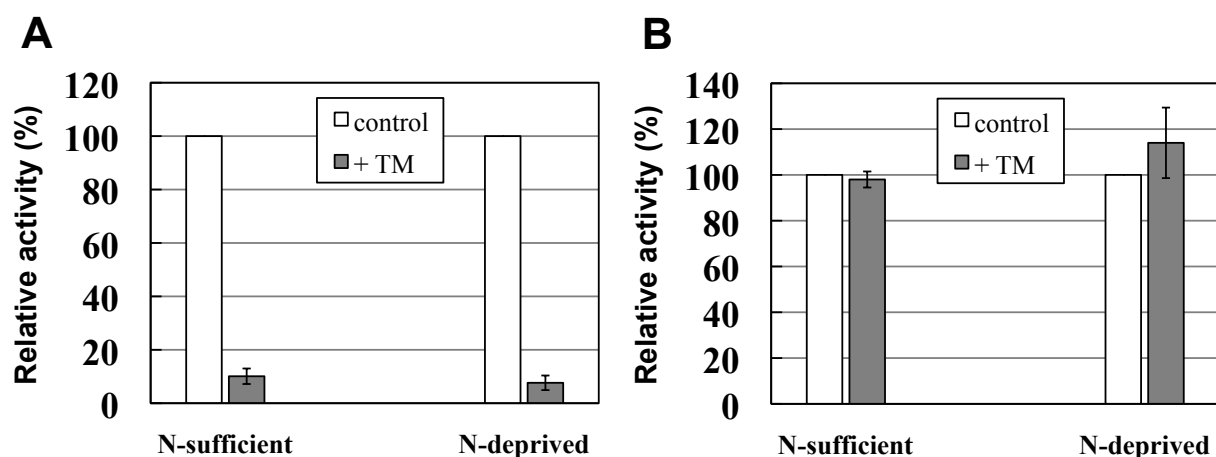 A
Relative activity (%)
120
100
80
60
40
20
0
control
+ TM
N-sufficient
N-deprived
B
Relative activity (%)
140
120
100
80
60
40
20
0
control
+ TM
N-sufficient
N-deprived